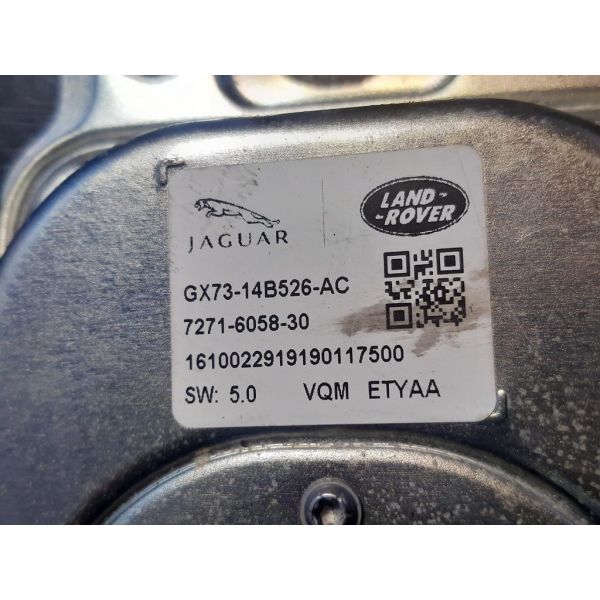 JAGUAR
LAND-
-ROVER
GX73-14B526-AC
7271-6058-30
1610022919190117500
SW: 5.0 VQM ETYAA